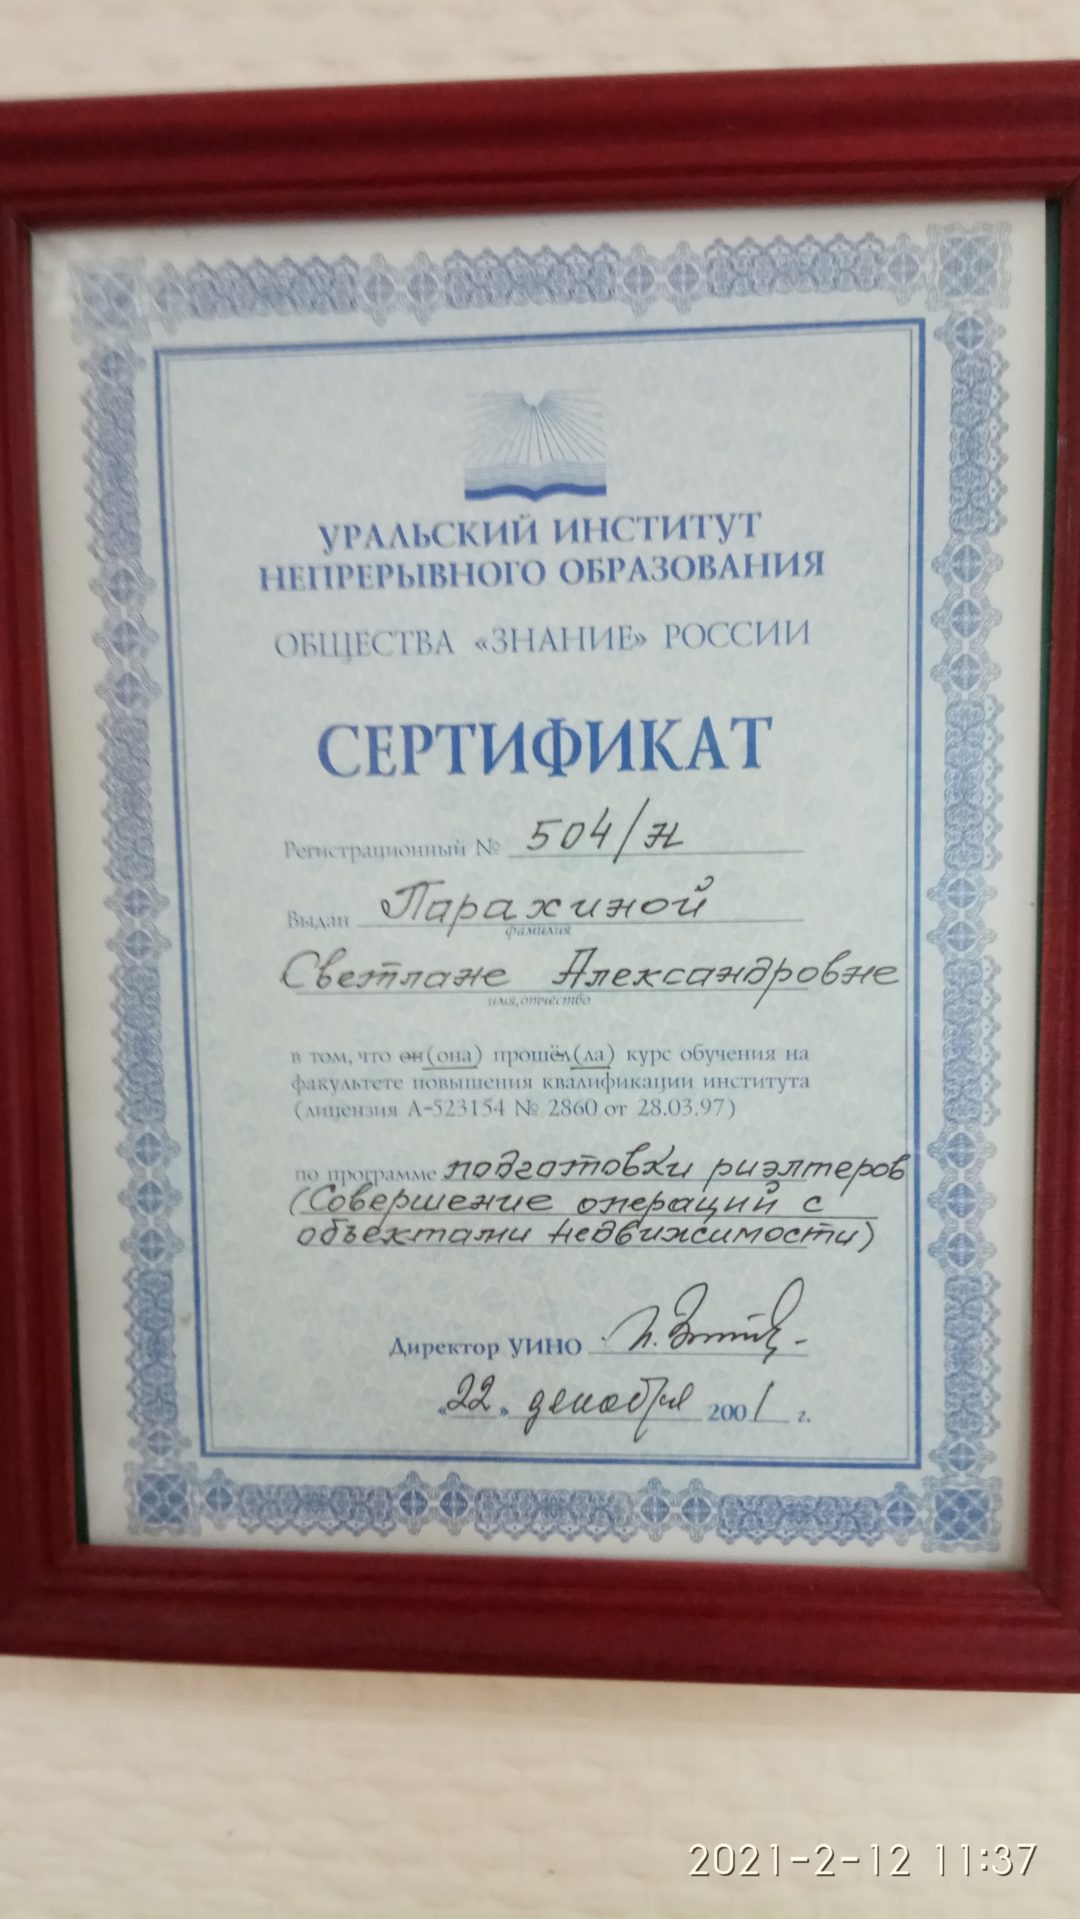 УРАЛЬСКИЙ ИНСТИТУТ
НЕПРЕРЫВНОГО ОБРАЗОВАНИЯ
ОБЩЕСТВА «ЗНАНИЕ» РОССИИ
СЕРТИФИКАТ
Регистрационный № 504/н
Выдан Парахиной
фамилия
Светлане Александровне
имя, отчество
в том, что он(она) прошёл(ла) курс обучения на
факультете повышения квалификации института
(лицензия А-523154 № 2860 от 28.03.97)
по программе подготовки риэлтеров
(Совершение операций с
объектами недвижимости)
Директор УИНО
«22» декабря 2001 г.
2021-2-12 11:37